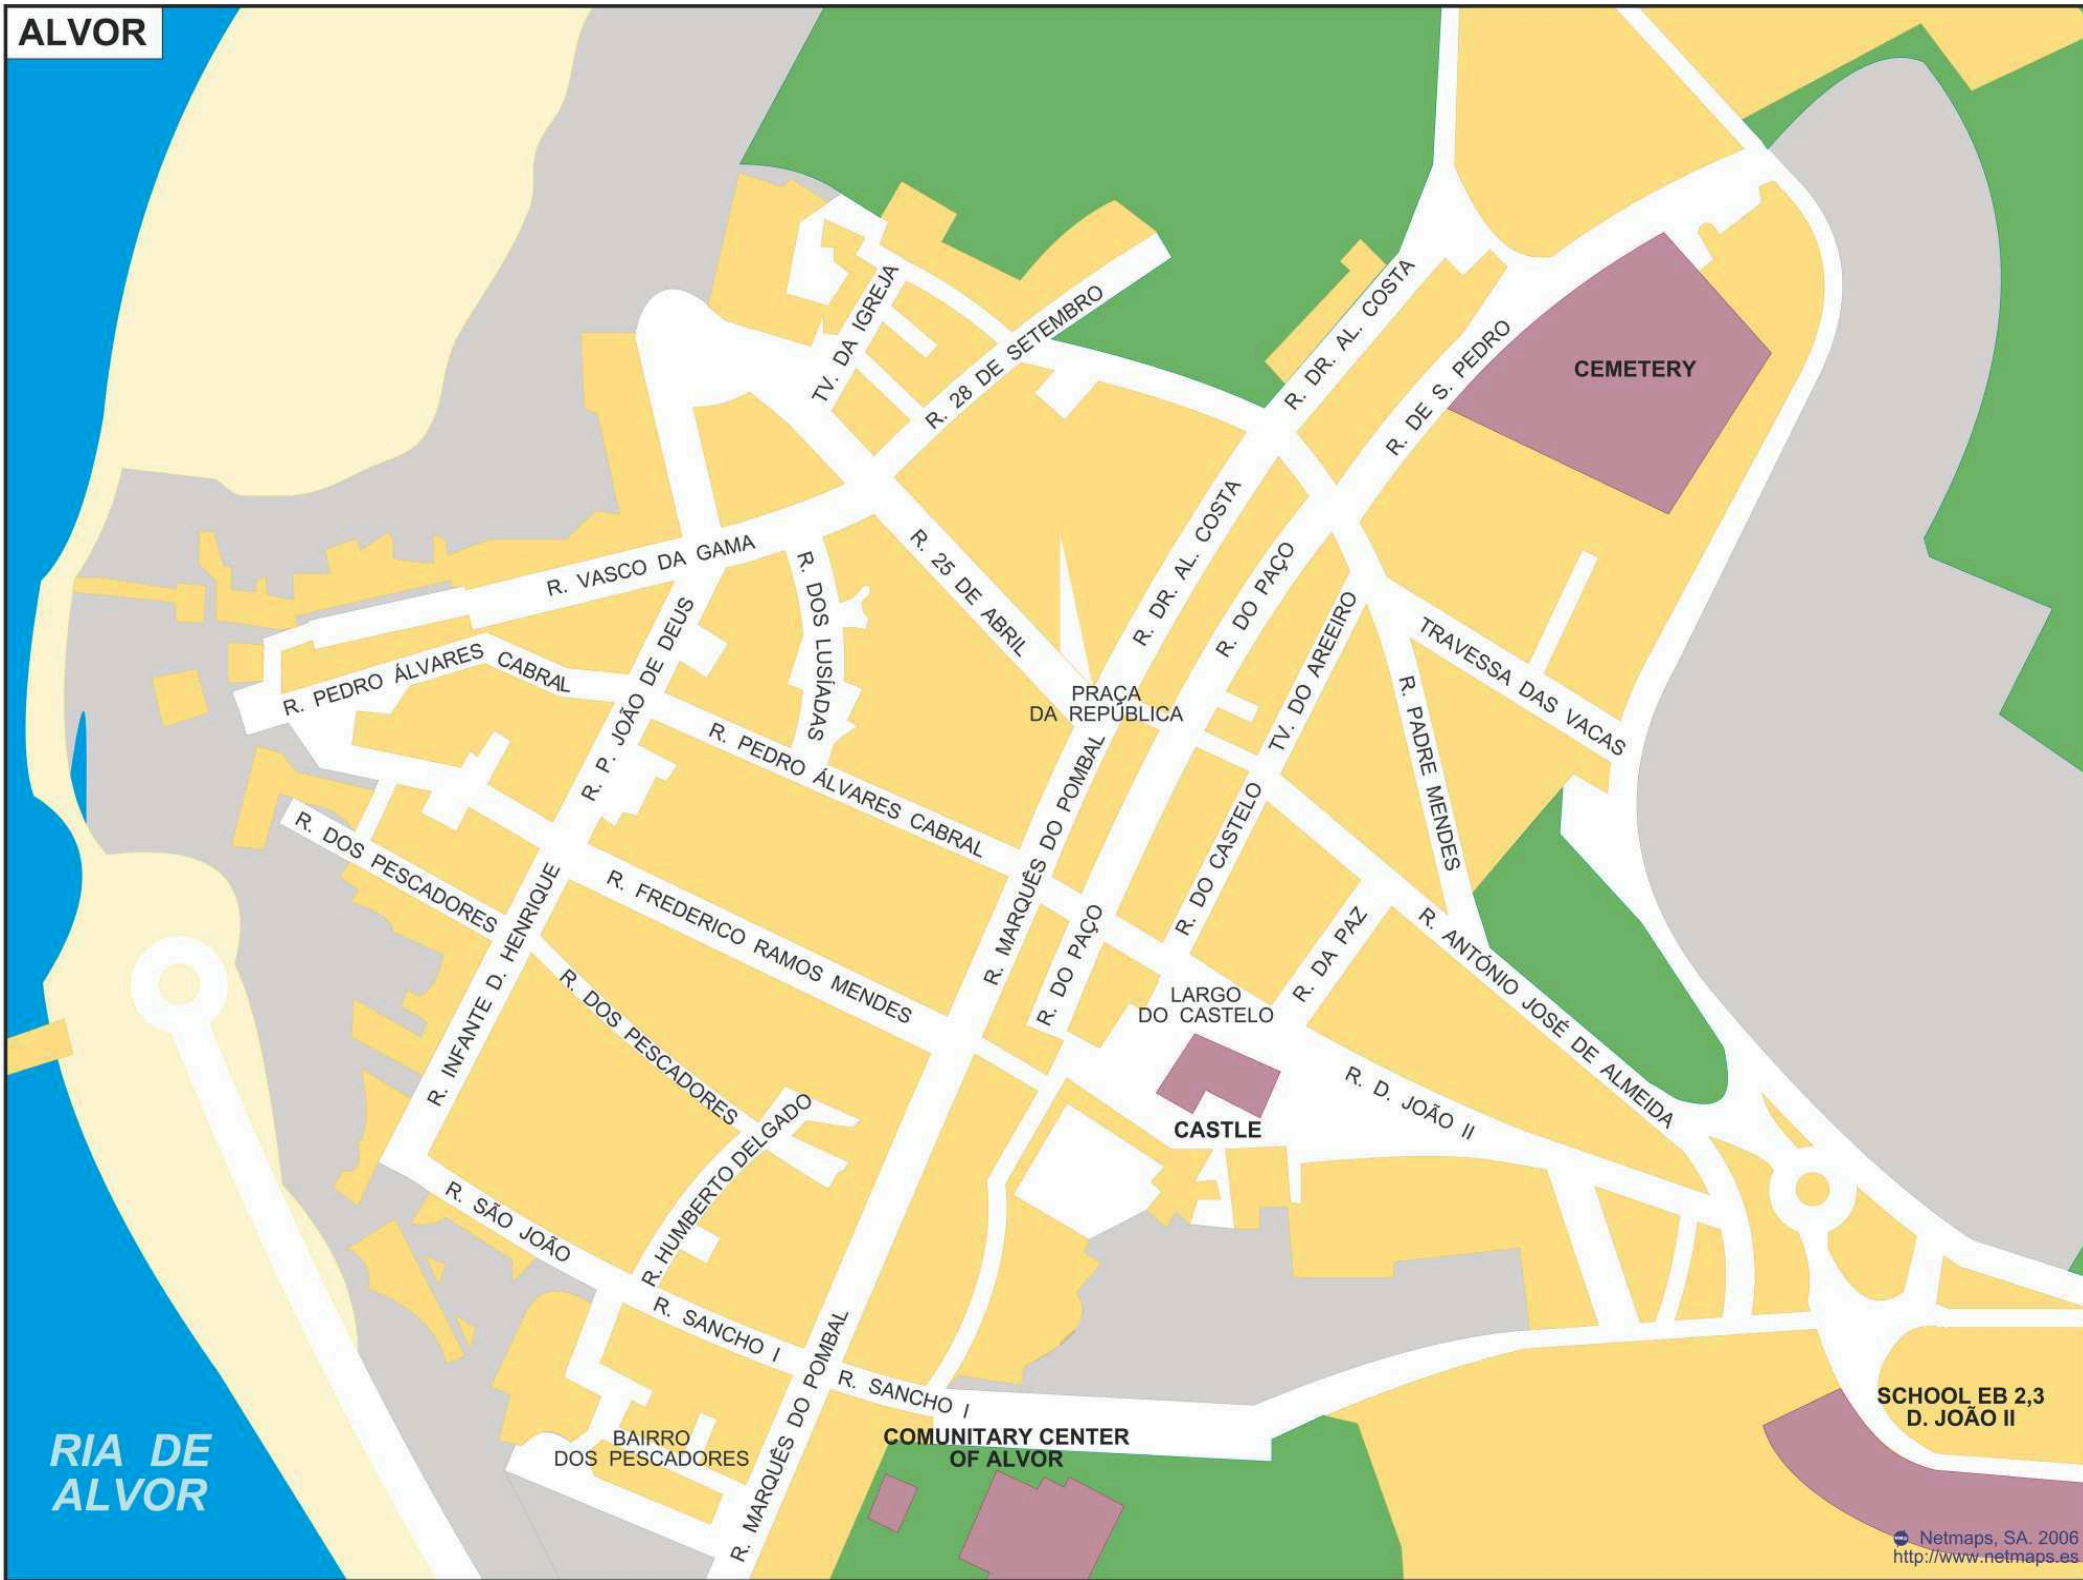 ALVOR
TV. DA IGREJA
R. 28 DE SETEMBRO
R. DR. AL. COSTA
R. DE S. PEDRO
CEMETERY
R. VASCO DA GAMA
R. DOS LUSÍADAS
R. 25 DE ABRIL
R. DR. AL. COSTA
R. DO PAÇO
TV. DO AREEIRO
TRAVESSA DAS VACAS
R. PEDRO ÁLVARES CABRAL
R. P. JOÃO DE DEUS
PRAÇA
DA REPÚBLICA
R. PADRE MENDES
R. PEDRO ÁLVARES CABRAL
R. MARQUÊS DO POMBAL
R. DO CASTELO
R. DOS PESCADORES
R. FREDERICO RAMOS MENDES
R. INFANTE D. HENRIQUE
R. DO PAÇO
R. DA PAZ
R. ANTÓNIO JOSÉ DE ALMEIDA
R. DOS PESCADORES
LARGO
DO CASTELO
R. D. JOÃO II
CASTLE
R. HUMBERTO DELGADO
R. SÃO JOÃO
R. SANCHO I
R. MARQUÊS DO POMBAL
R. SANCHO I
BAIRRO
DOS PESCADORES
COMUNITARY CENTER
OF ALVOR
SCHOOL EB 2,3
D. JOÃO II
RIA DE
ALVOR
Netmaps, SA. 2006
http://www.netmaps.es